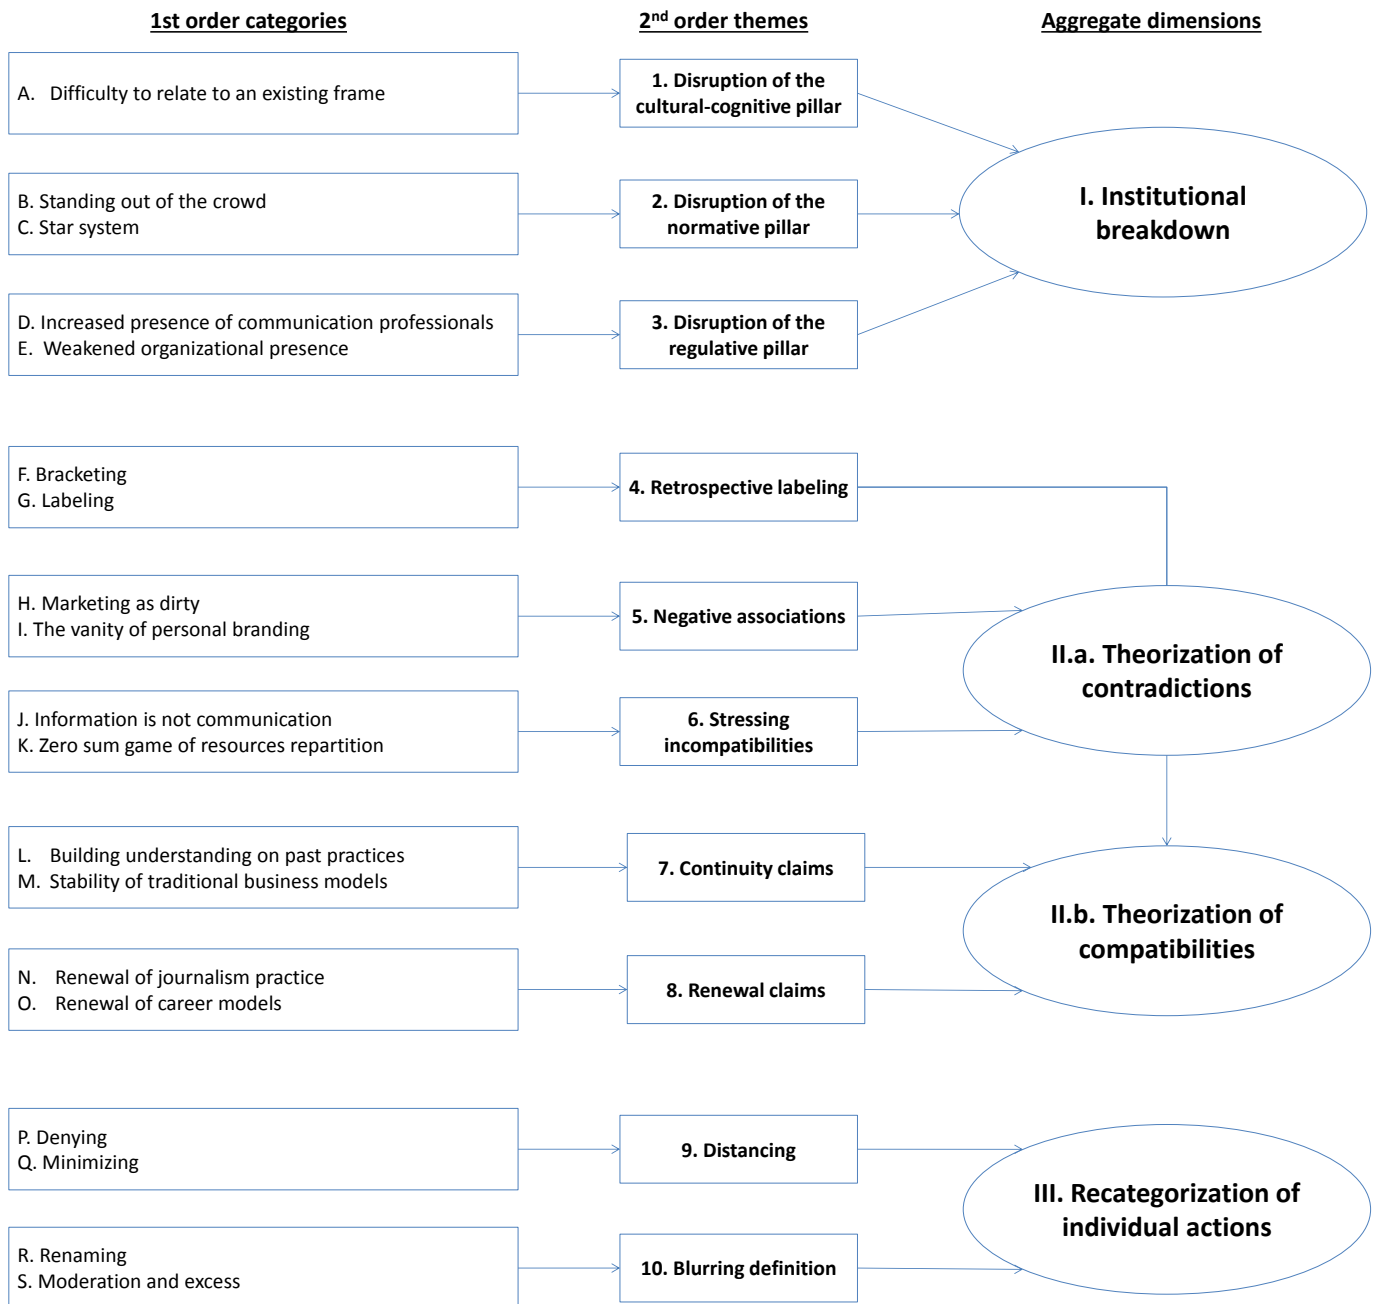 1st order categories
2nd order themes
Aggregate dimensions
A. Difficulty to relate to an existing frame
1. Disruption of the
cultural-cognitive pillar
B. Standing out of the crowd
C. Star system
2. Disruption of the
normative pillar
I. Institutional
breakdown
D. Increased presence of communication professionals
E. Weakened organizational presence
3. Disruption of the
regulative pillar
F. Bracketing
G. Labeling
4. Retrospective labeling
H. Marketing as dirty
I. The vanity of personal branding
5. Negative associations
II.a. Theorization of
contradictions
J. Information is not communication
K. Zero sum game of resources repartition
6. Stressing
incompatibilities
L. Building understanding on past practices
M. Stability of traditional business models
7. Continuity claims
II.b. Theorization of
compatibilities
N. Renewal of journalism practice
O. Renewal of career models
8. Renewal claims
P. Denying
Q. Minimizing
9. Distancing
III. Recategorization of
individual actions
R. Renaming
S. Moderation and excess
10. Blurring definition